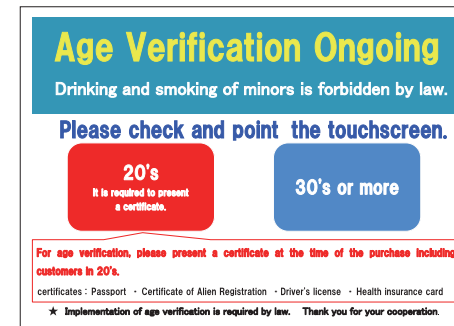 Age Verification Ongoing
Drinking and smoking of minors is forbidden by law.
Please check and point the touchscreen.
20's
It is required to present
a certificate.
30's or more
For age verification, please present a certificate at the time of the purchase including
customers in 20's.
certificates : Passport ・ Certificate of Alien Registration ・Driver's license ・ Health insurance card
★ Implementation of age verification is required by law. Thank you for your cooperation.